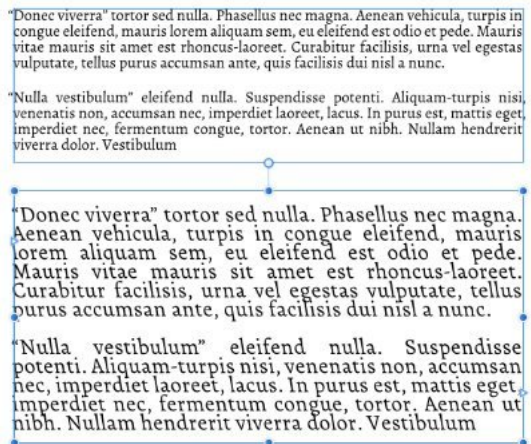 “Donec viverra” tortor sed nulla. Phasellus nec magna. Aenean vehicula, turpis in
congue eleifend, mauris lorem aliquam sem, eu eleifend est odio et pede. Mauris
vitae mauris sit amet est rhoncus-laoreet. Curabitur facilisis, urna vel egestas
vulputate, tellus purus accumsan ante, quis facilisis dui nisl a nunc.
“Nulla vestibulum” eleifend nulla. Suspendisse potenti. Aliquam-turpis nisi,
venenatis non, accumsan nec, imperdiet laoreet, lacus. In purus est, mattis eget,
imperdiet nec, fermentum congue, tortor. Aenean ut nibh. Nullam hendrerit
viverra dolor. Vestibulum
“Donec viverra” tortor sed nulla. Phasellus nec magna.
Aenean vehicula, turpis in congue eleifend, mauris
lorem aliquam sem, eu eleifend est odio et pede.
Mauris vitae mauris sit amet est rhoncus-laoreet.
Curabitur facilisis, urna vel egestas vulputate, tellus
purus accumsan ante, quis facilisis dui nisl a nunc.
“Nulla vestibulum” eleifend nulla. Suspendisse
potenti. Aliquam-turpis nisi, venenatis non, accumsan
nec, imperdiet laoreet, lacus. In purus est, mattis eget,
imperdiet nec, fermentum congue, tortor. Aenean ut
nibh. Nullam hendrerit viverra dolor. Vestibulum